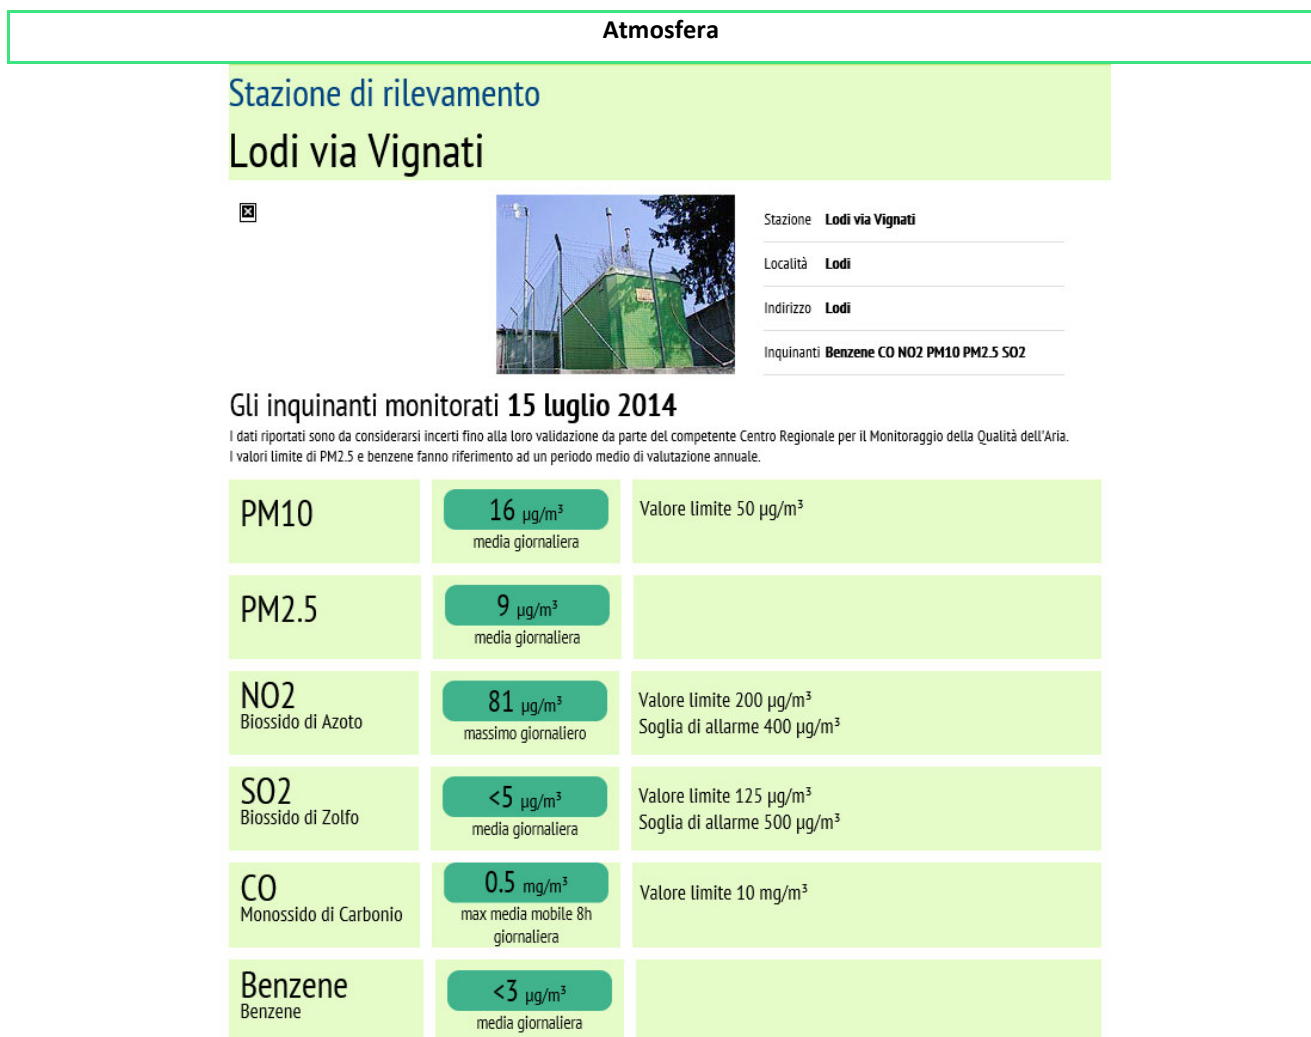 Atmosfera
Stazione di rilevamento
Lodi via Vignati
Stazione Lodi via Vignati
Località Lodi
Indirizzo Lodi
Inquinanti Benzene CO NO2 PM10 PM2.5 SO2
Gli inquinanti monitorati 15 luglio 2014
I dati riportati sono da considerarsi incerti fino alla loro validazione da parte del competente Centro Regionale per il Monitoraggio della Qualità dell'Aria.
I valori limite di PM2.5 e benzene fanno riferimento ad un periodo medio di valutazione annuale.
PM10
16 µg/m³
media giornaliera
Valore limite 50 µg/m³
PM2.5
9 µg/m³
media giornaliera
NO2
Biossido di Azoto
81 µg/m³
massimo giornaliero
Valore limite 200 µg/m³
Soglia di allarme 400 µg/m³
SO2
Biossido di Zolfo
<5 µg/m³
media giornaliera
Valore limite 125 µg/m³
Soglia di allarme 500 µg/m³
CO
Monossido di Carbonio
0.5 mg/m³
max media mobile 8h
giornaliera
Valore limite 10 mg/m³
Benzene
Benzene
<3 µg/m³
media giornaliera